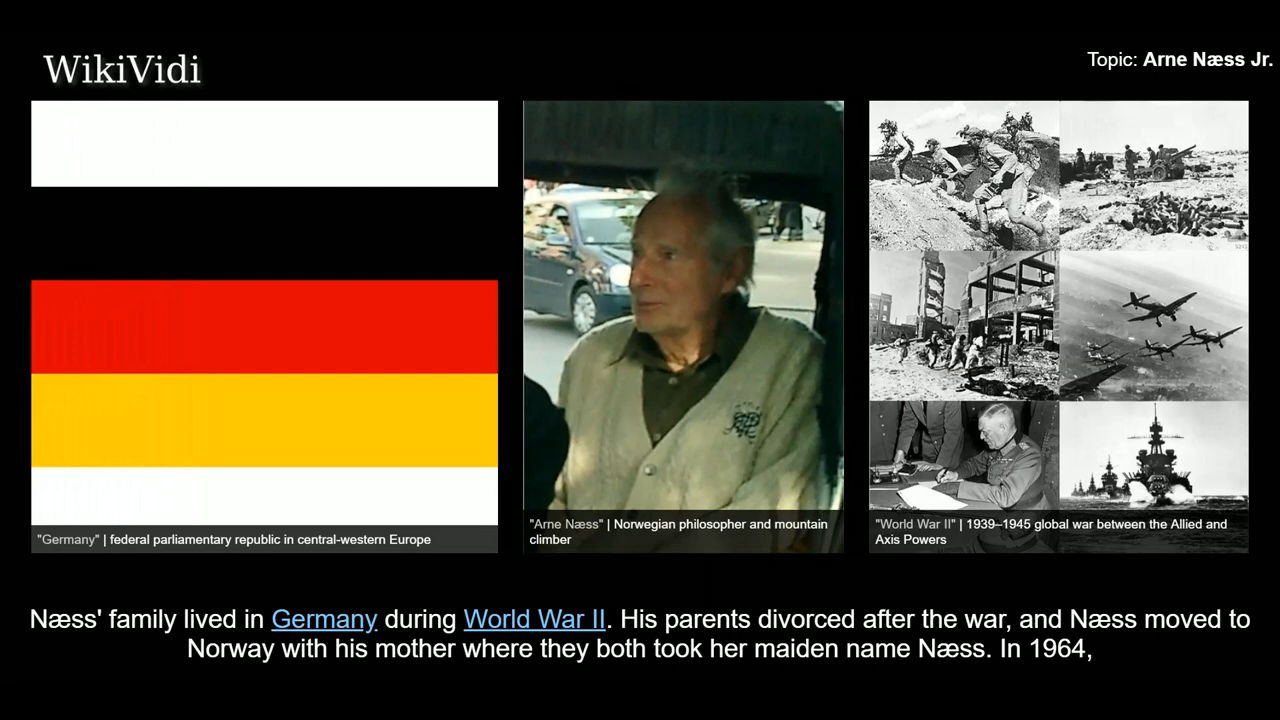 WikiVidi
Topic: Arne Næss Jr.
"Germany" | federal parliamentary republic in central-western Europe
"Arne Næss" | Norwegian philosopher and mountain
climber
"World War II" | 1939–1945 global war between the Allied and
Axis Powers
Næss' family lived in Germany during World War II. His parents divorced after the war, and Næss moved to
Norway with his mother where they both took her maiden name Næss. In 1964,